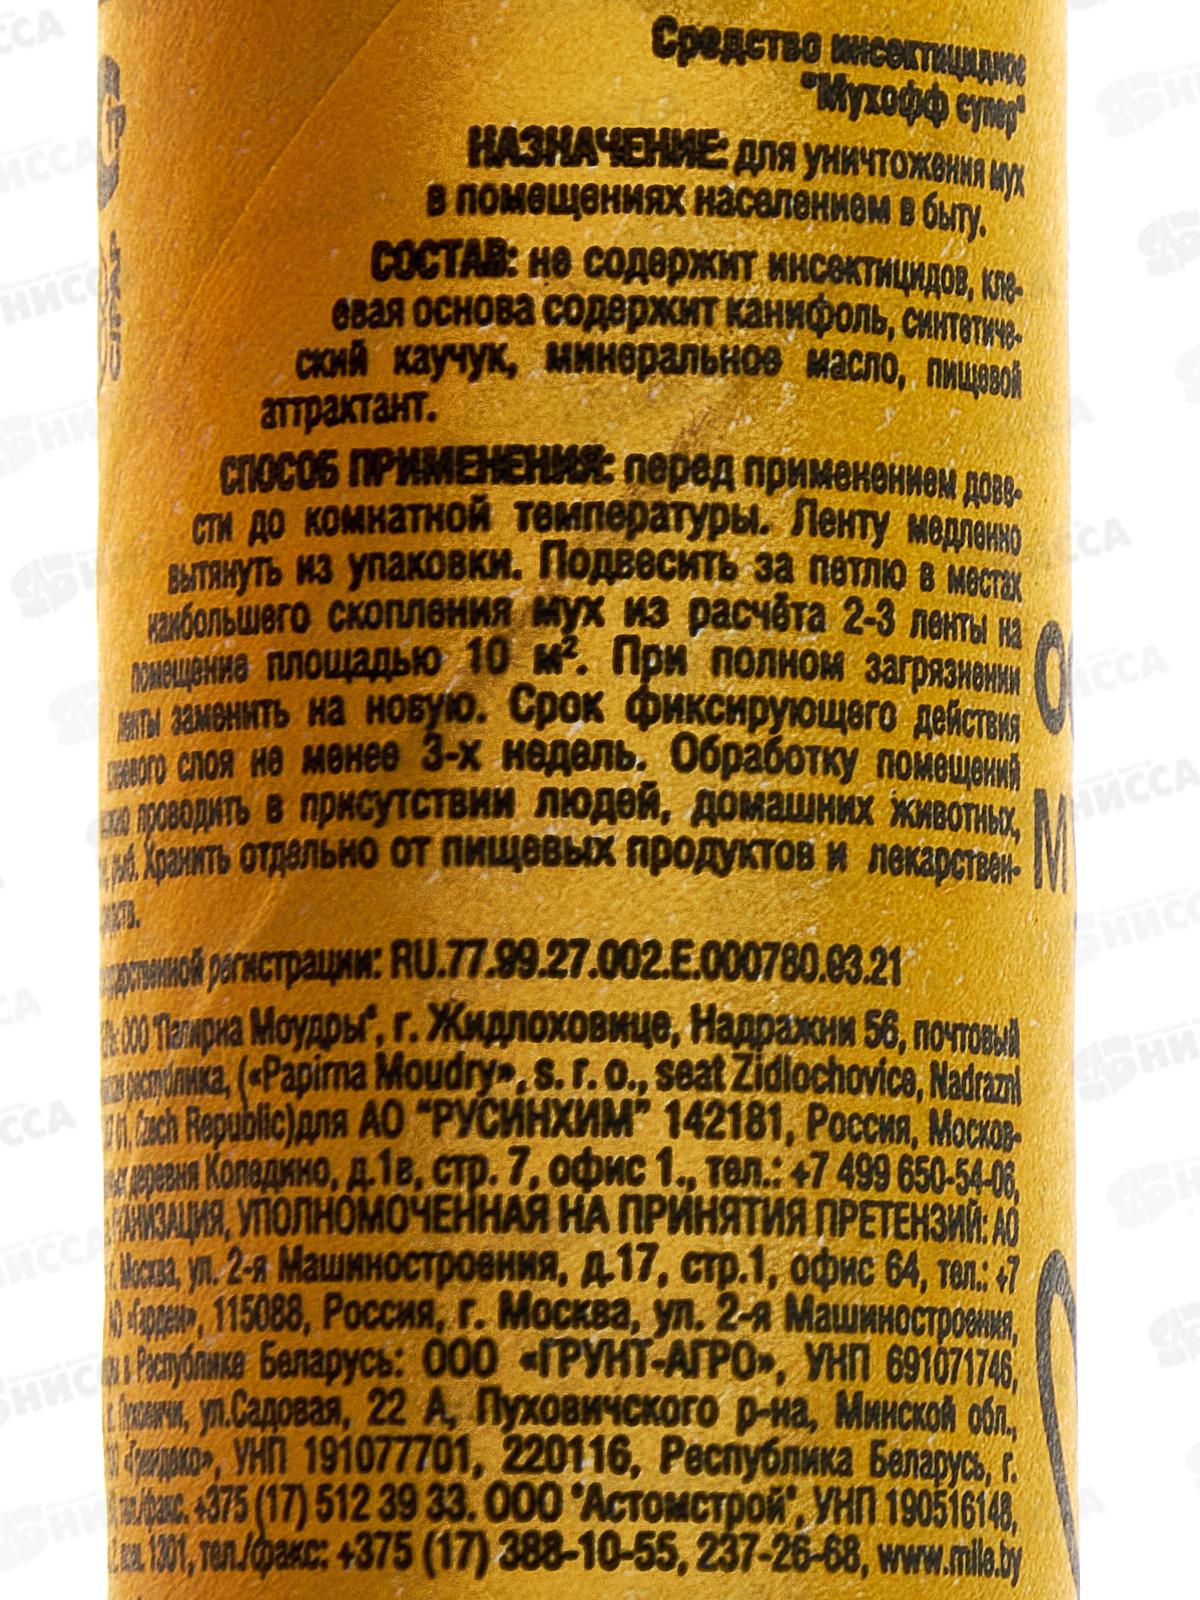 Средство инсектицидное
"Мухофф супер"
НАЗНАЧЕНИЕ: для уничтожения мух
в помещениях населением в быту.
СОСТАВ: не содержит инсектицидов, кле-
евая основа содержит канифоль, синтетиче-
ский каучук, минеральное масло, пищевой
аттрактант.
СПОСОБ ПРИМЕНЕНИЯ: перед применением дове-
сти до комнатной температуры. Ленту медленно
вытянуть из упаковки. Подвесить за петлю в местах
наибольшего скопления мух из расчёта 2-3 ленты на
помещение площадью 10 м². При полном загрязнении
ленты заменить на новую. Срок фиксирующего действия
слоя не менее 3-х недель. Обработку помещений
проводить в присутствии людей, домашних животных,
рыб. Хранить отдельно от пищевых продуктов и лекарствен-
регистрации: RU.77.99.27.002.E.000780.03.21
ООО "Папирна Моудры", г. Жидлоховице, Надражни 56, почтовый
республика, («Papirna Moudry», s. r. o., seat Zidlochovice, Nadrazni
01, Czech Republic)для АО "РУСИНХИМ" 142181, Россия, Москов-
деревня Коледино, д.1в, стр. 7, офис 1., тел.: +7 499 650-54-06,
УПОЛНОМОЧЕННАЯ НА ПРИНЯТИЯ ПРЕТЕНЗИЙ: АО
г. Москва, ул. 2-я Машиностроения, д.17, стр.1, офис 64, тел.: +7
АО «Гарден», 115088, Россия, г. Москва, ул. 2-я Машиностроения,
в Республике Беларусь: ООО «ГРУНТ-АГРО», УНП 691071746,
ул.Садовая, 22 А, Пуховичского р-на, Минской обл.,
УНП 191077701, 220116, Республика Беларусь, г.
+375 (17) 512 39 33. ООО "Астомстрой", УНП 190516148,
1301, тел./факс: +375 (17) 388-10-55, 237-26-68, www.mile.by
НИССА